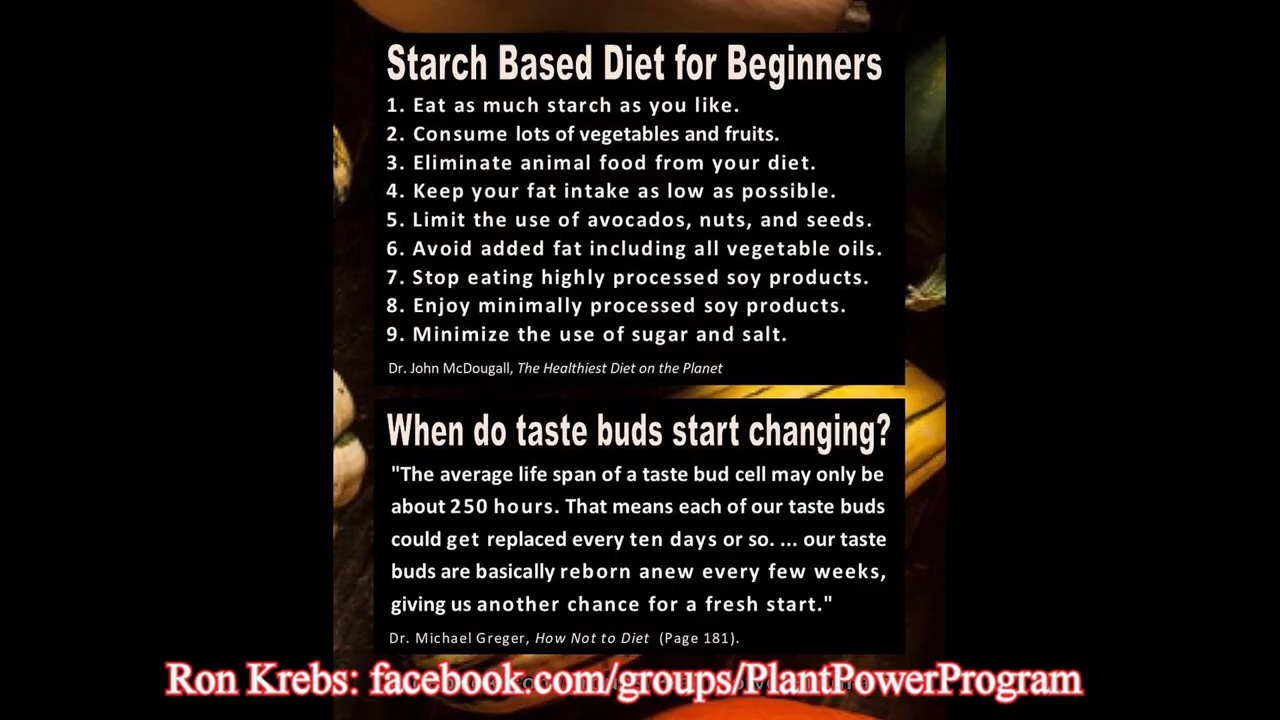 Starch Based Diet for Beginners
1. Eat as much starch as you like.
2. Consume lots of vegetables and fruits.
3. Eliminate animal food from your diet.
4. Keep your fat intake as low as possible.
5. Limit the use of avocados, nuts, and seeds.
6. Avoid added fat including all vegetable oils.
7. Stop eating highly processed soy products.
8. Enjoy minimally processed soy products.
9. Minimize the use of sugar and salt.
Dr. John McDougall, The Healthiest Diet on the Planet
When do taste buds start changing?
"The average life span of a taste bud cell may only be
about 250 hours. That means each of our taste buds
could get replaced every ten days or so. ... our taste
buds are basically reborn anew every few weeks,
giving us another chance for a fresh start."
Dr. Michael Greger, How Not to Diet (Page 181).
Ron Krebs: facebook.com/groups/PlantPowerProgram